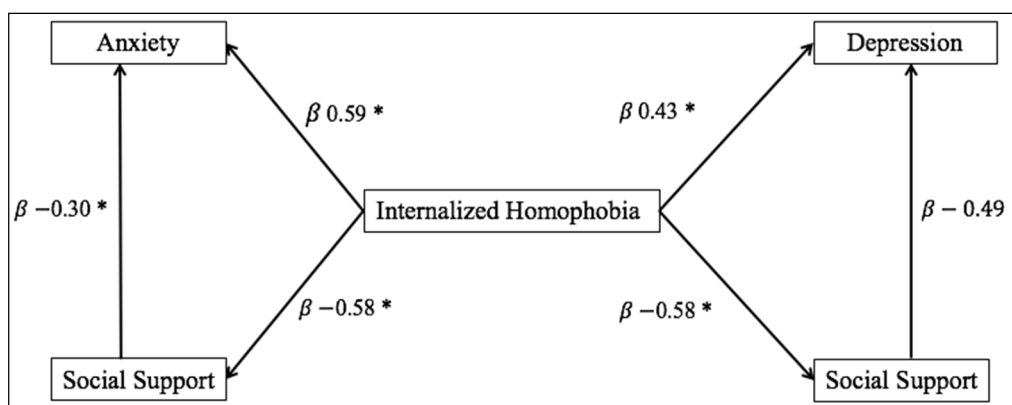 Anxiety
Depression
β 0.59 *
β 0.43 *
β −0.30 *
Internalized Homophobia
β − 0.49
β −0.58 *
β −0.58 *
Social Support
Social Support